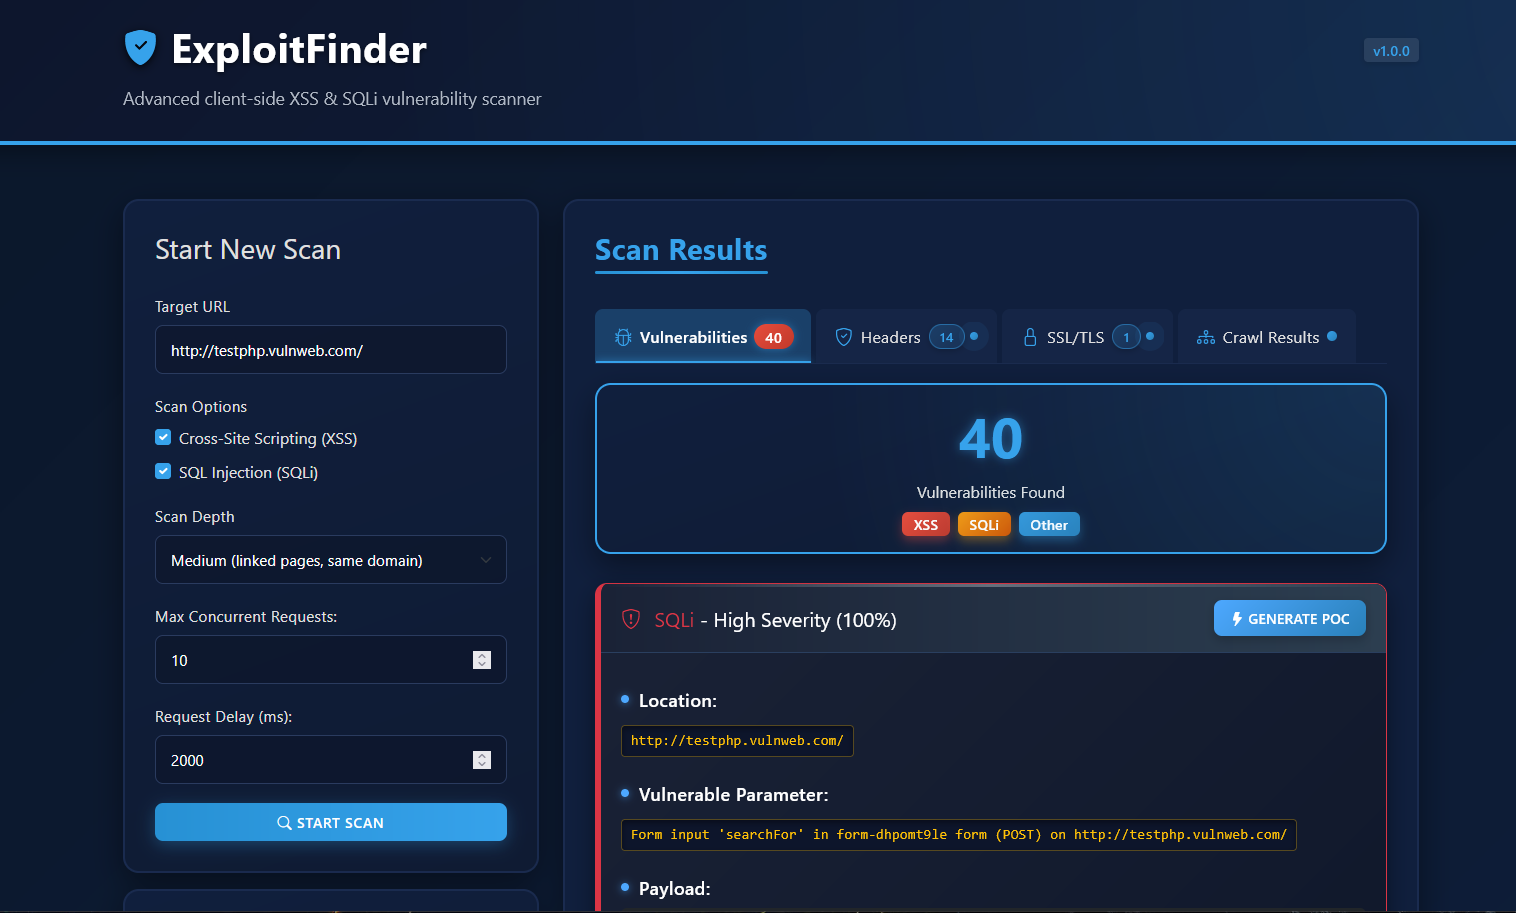 ExploitFinder
v1.0.0
Advanced client-side XSS & SQLi vulnerability scanner
Start New Scan
Target URL
http://testphp.vulnweb.com/
Scan Options
Cross-Site Scripting (XSS)
SQL Injection (SQLi)
Scan Depth
Medium (linked pages, same domain)
Max Concurrent Requests:
10
Request Delay (ms):
2000
START SCAN
Scan Results
Vulnerabilities 40
Headers 14
SSL/TLS 1
Crawl Results
40
Vulnerabilities Found
XSS SQLi Other
SQLi - High Severity (100%)
GENERATE POC
Location:
http://testphp.vulnweb.com/
Vulnerable Parameter:
Form input 'searchFor' in form-dhpomt9le form (POST) on http://testphp.vulnweb.com/
Payload: